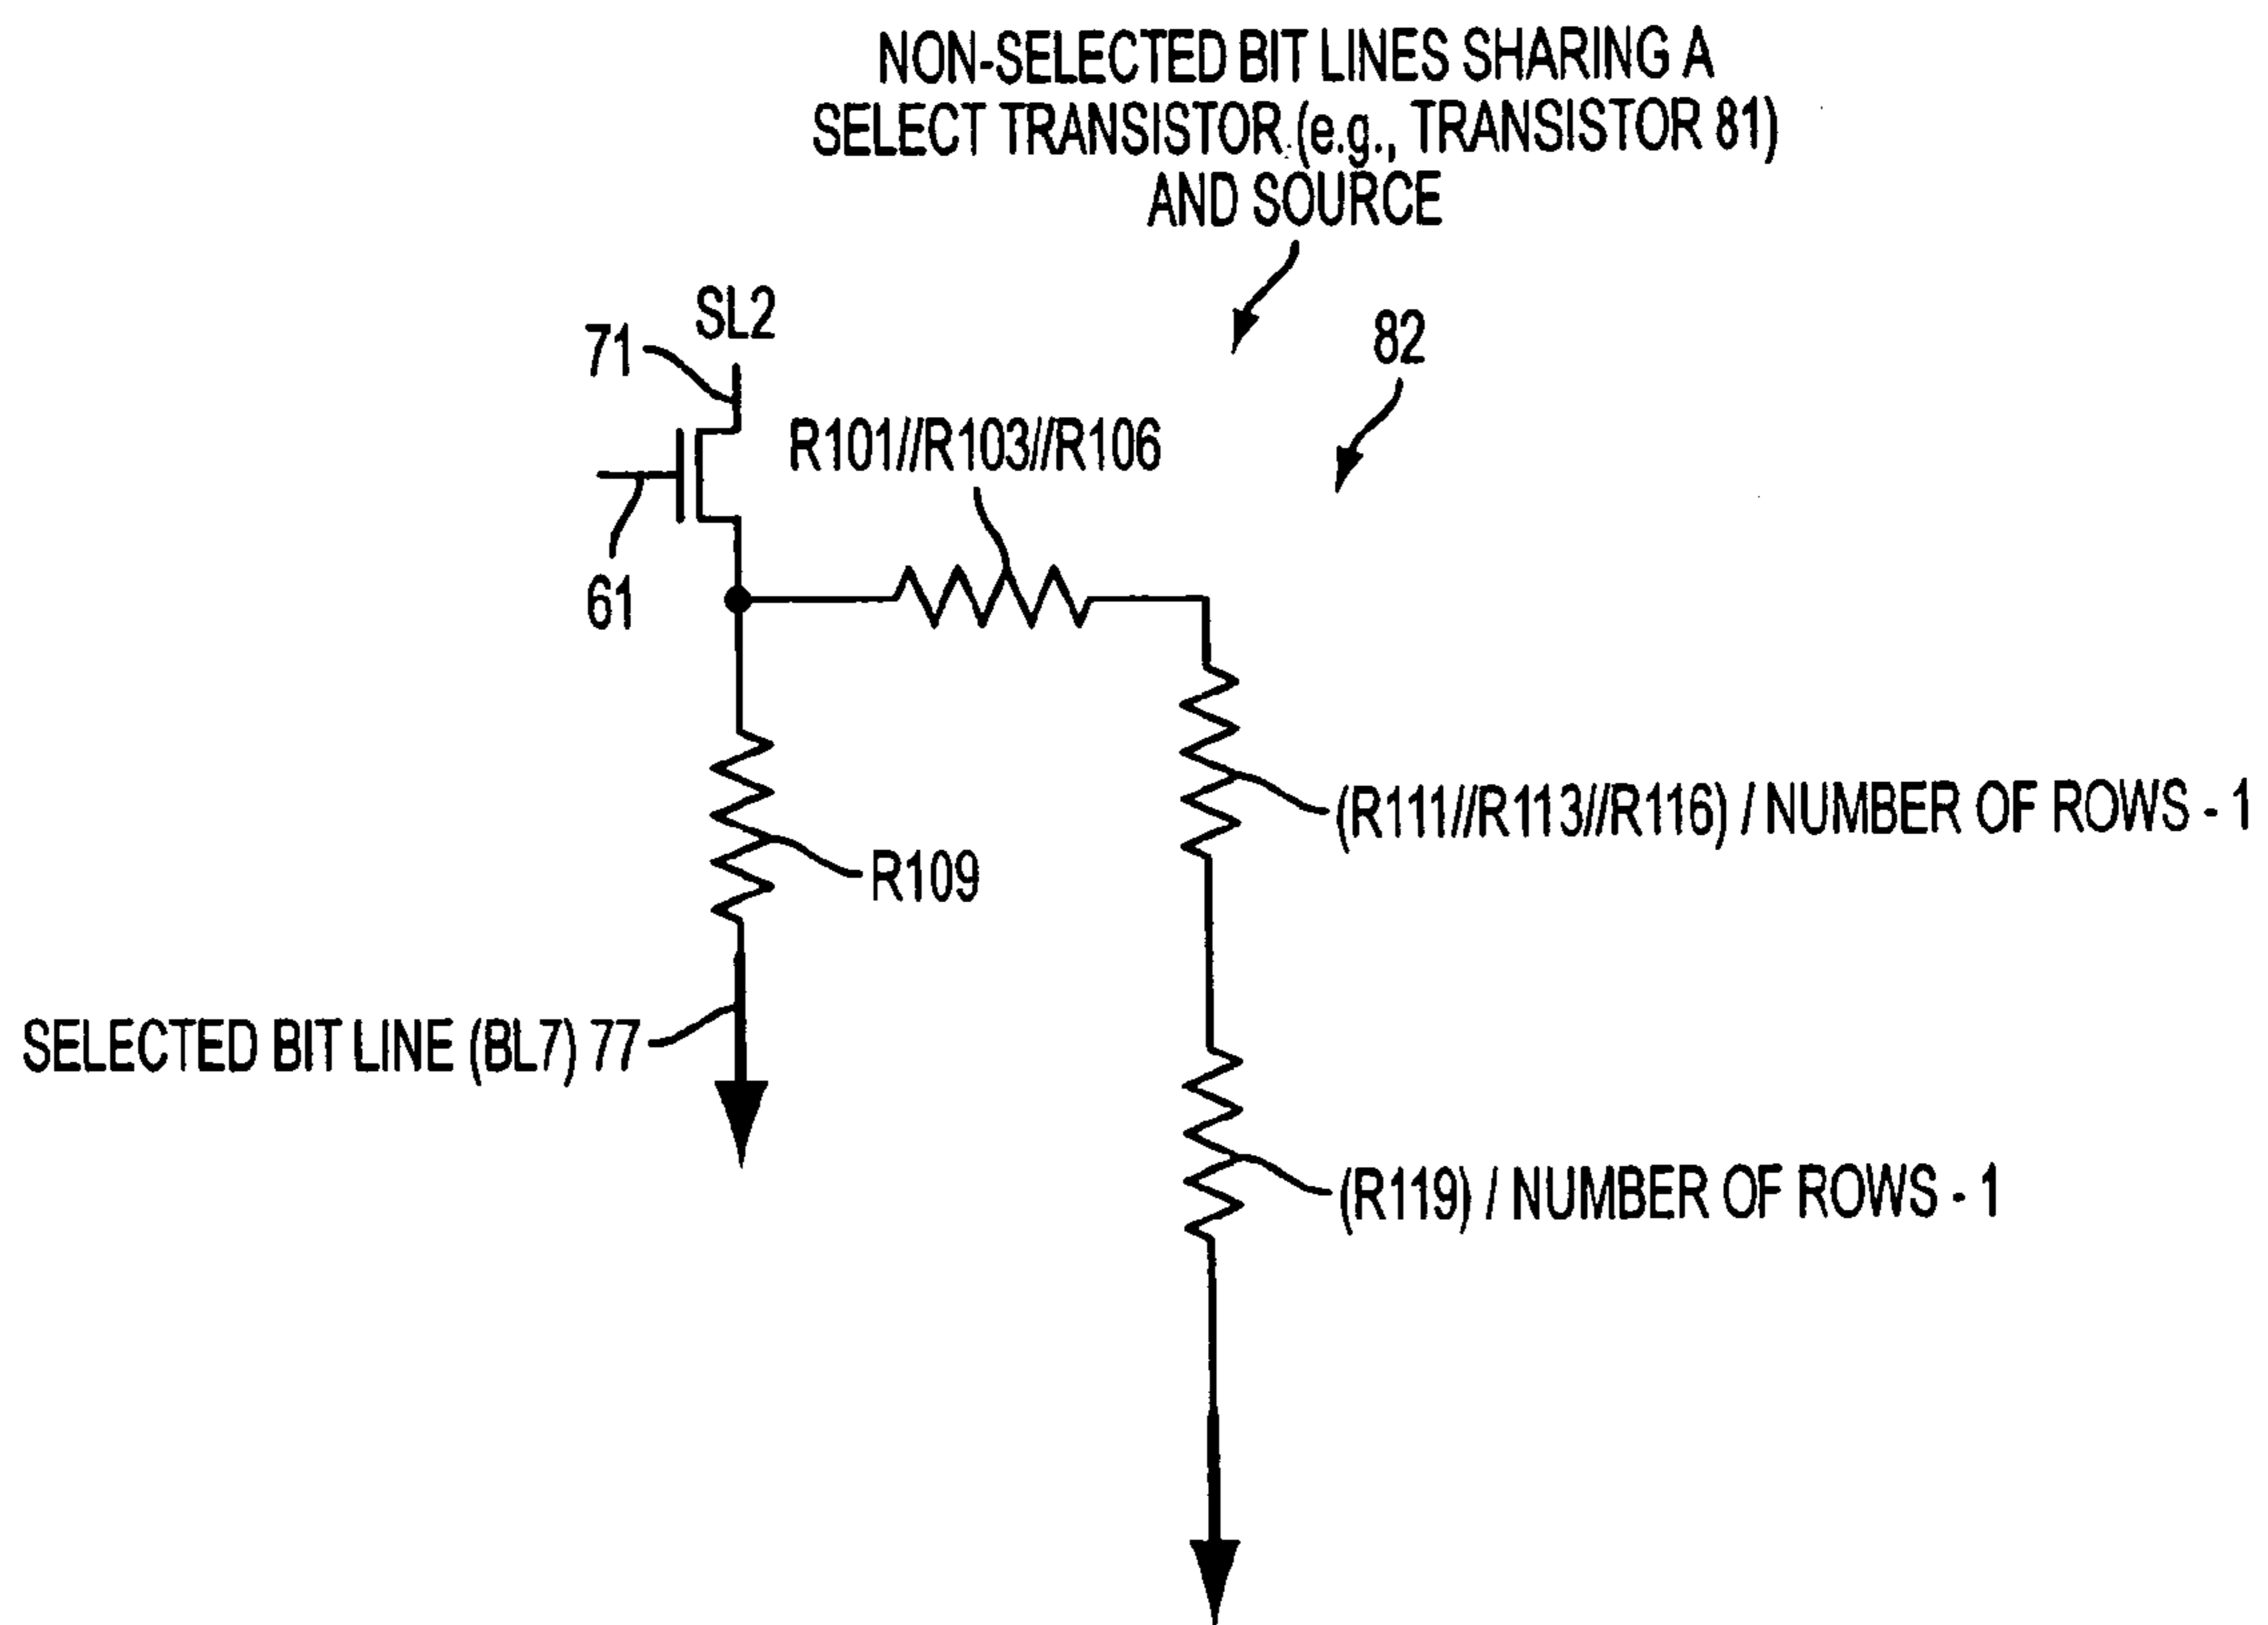 NON-SELECTED BIT LINES SHARING A
SELECT TRANSISTOR (e.g., TRANSISTOR 81)
AND SOURCE
SL2
71
82
R101//R103//R106
61
(R111//R113//R116) / NUMBER OF ROWS - 1
R109
SELECTED BIT LINE (BL7) 77
(R119) / NUMBER OF ROWS - 1